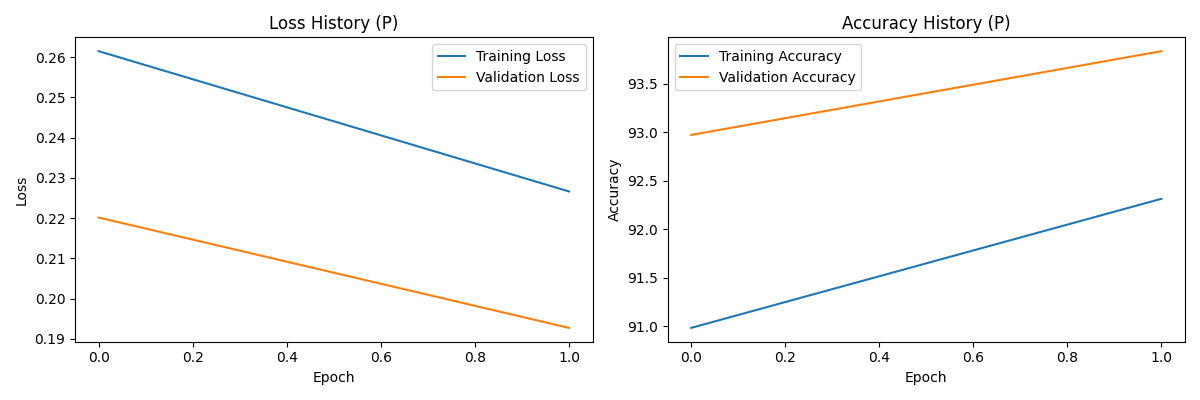 Loss History (P)
Training Loss
Validation Loss
0.26
0.25
0.24
0.23
0.22
0.21
0.20
0.19
Loss
0.0 0.2 0.4 0.6 0.8 1.0
Epoch
Accuracy History (P)
Training Accuracy
Validation Accuracy
93.5
93.0
92.5
92.0
91.5
91.0
Accuracy
0.0 0.2 0.4 0.6 0.8 1.0
Epoch